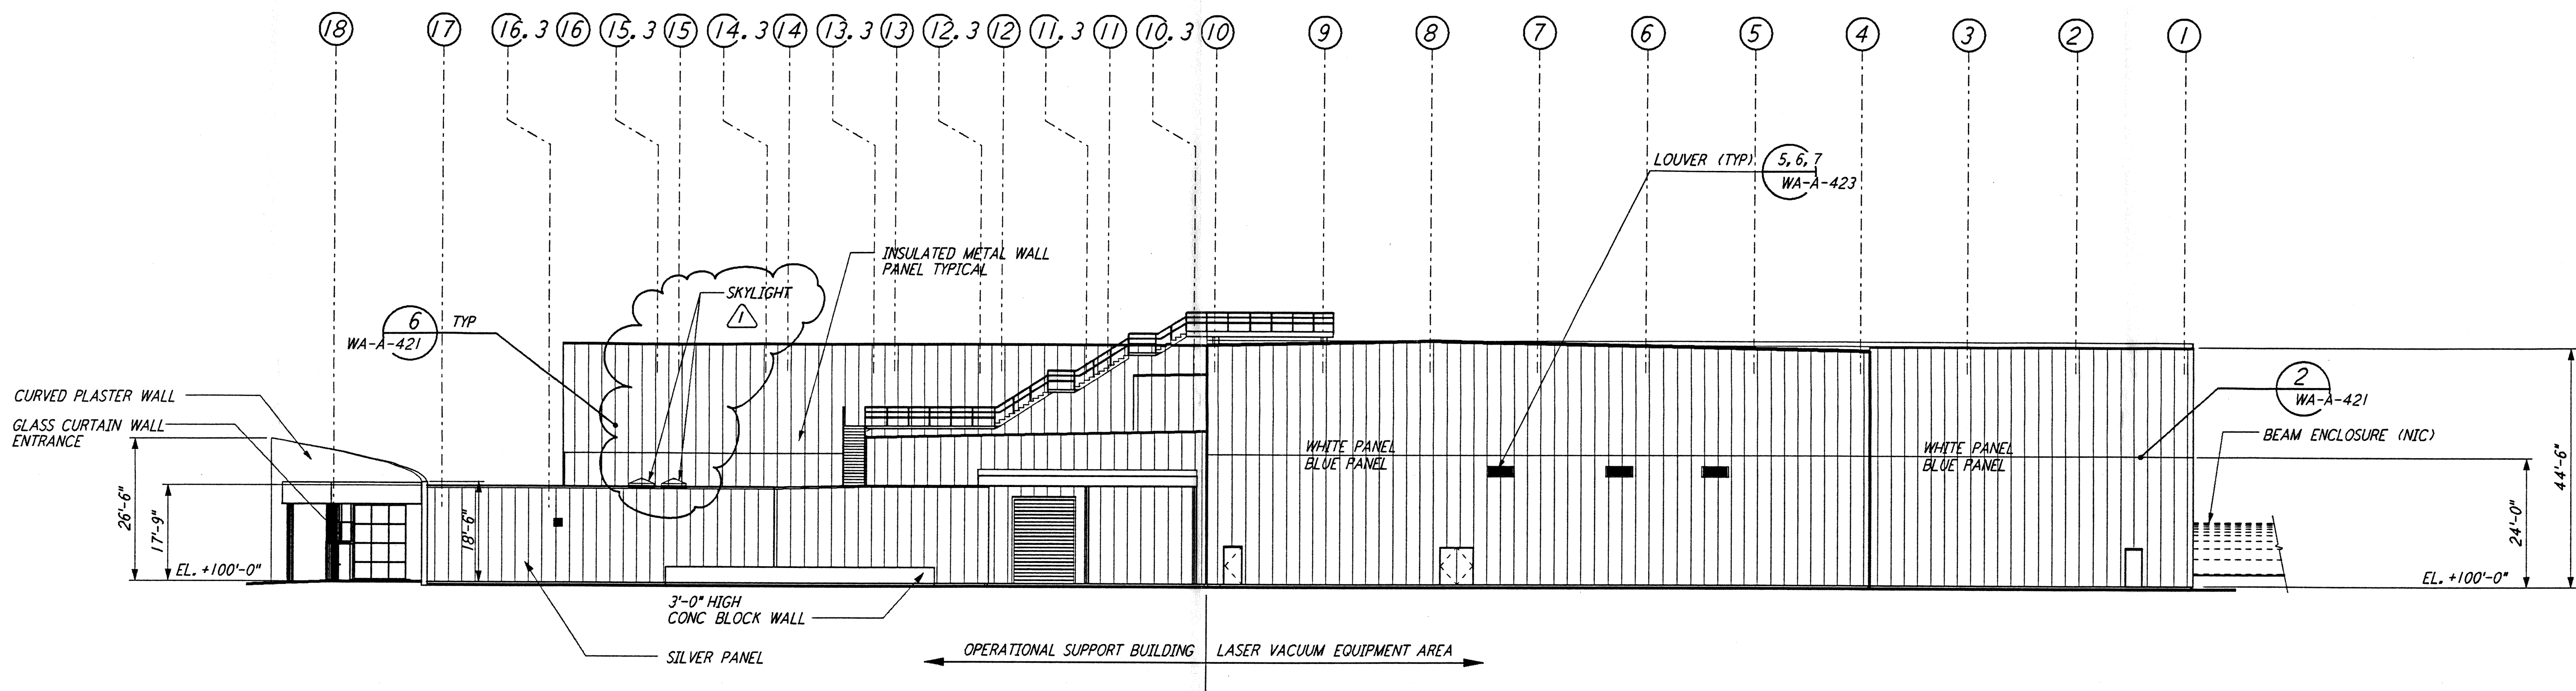 18 17 16.3 16 15.3 15 14.3 14 13.3 13 12.3 12 11.3 11 10.3 10 9 8 7 6 5 4 3 2 1
LOUVER (TYP) 5, 6, 7
WA-A-423
INSULATED METAL WALL
PANEL TYPICAL
SKYLIGHT
1
6 TYP
WA-A-421
2
WA-A-421
CURVED PLASTER WALL
GLASS CURTAIN WALL
ENTRANCE
BEAM ENCLOSURE (NIC)
WHITE PANEL
BLUE PANEL
WHITE PANEL
BLUE PANEL
26'-6"
17'-9"
18'-6"
24'-0"
44'-6"
EL. +100'-0"
EL. +100'-0"
3'-0" HIGH
CONC BLOCK WALL
SILVER PANEL
OPERATIONAL SUPPORT BUILDING
LASER VACUUM EQUIPMENT AREA